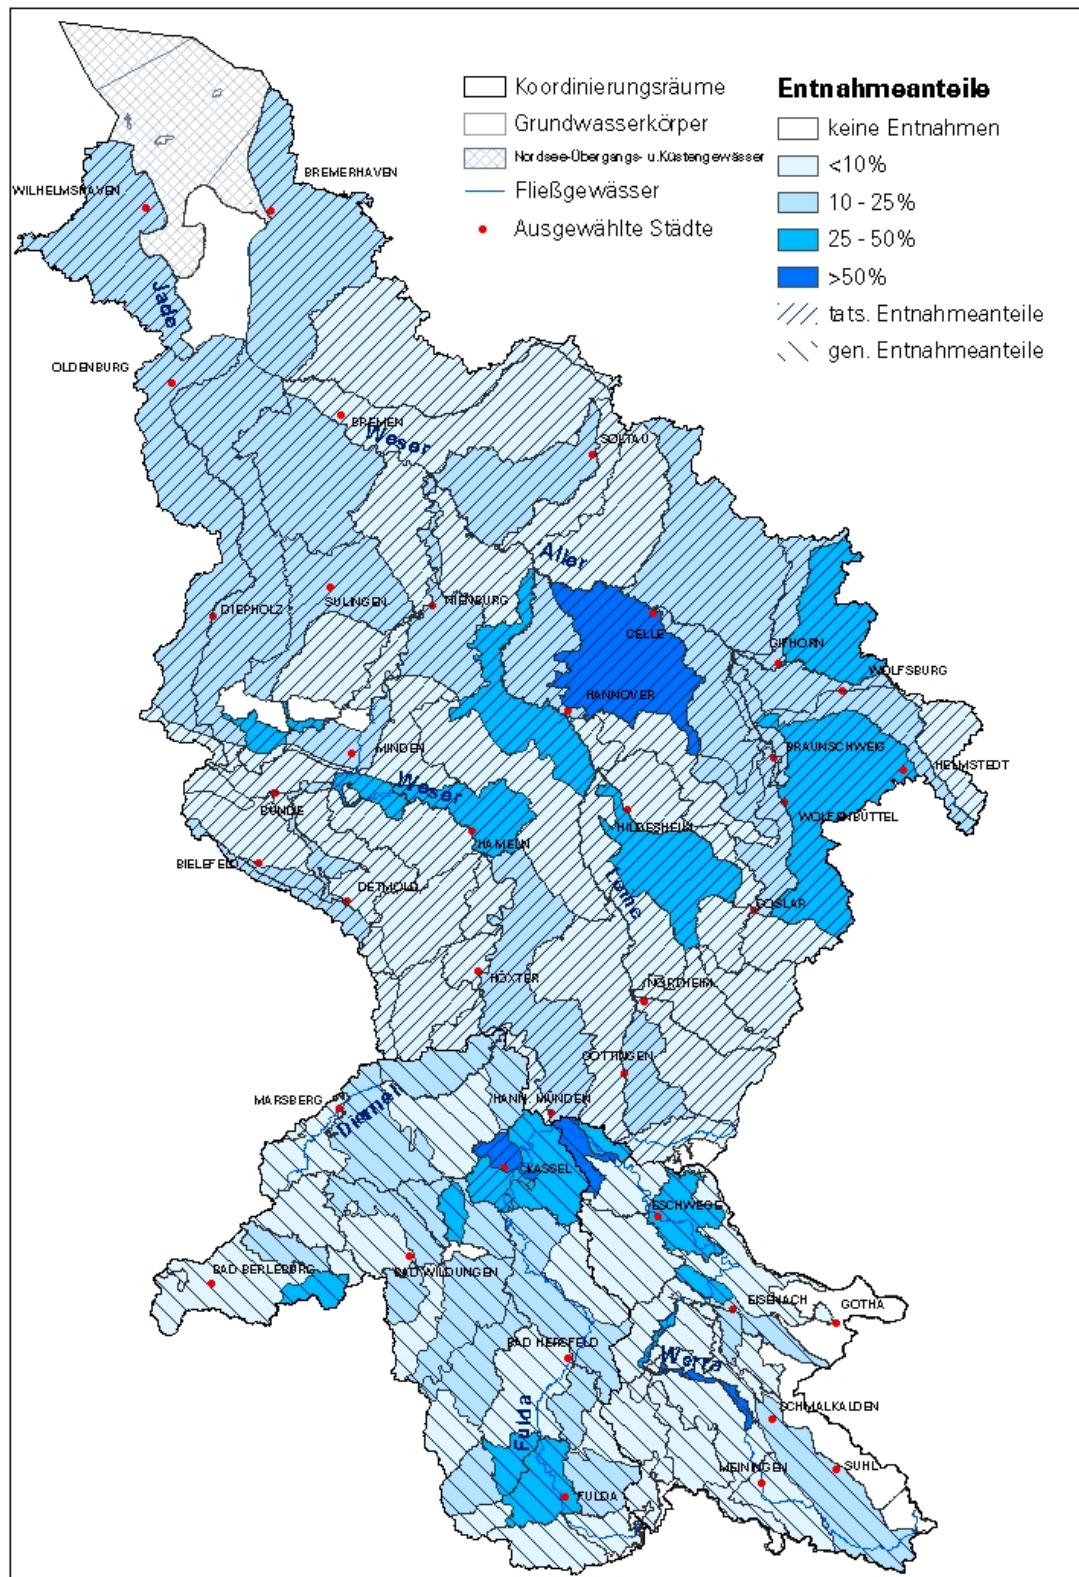 Koordinierungsräume
Grundwasserkörper
Nordsee-Übergangs- u.Küstengewässer
Fließgewässer
Ausgewählte Städte
Entnahmeanteile
keine Entnahmen
<10%
10 - 25%
25 - 50%
>50%
tats. Entnahmeanteile
gen. Entnahmeanteile
WILHELMSHAVEN
BREMERHAVEN
Jade
OLDENBURG
BREMEN
Weser
SOLTAU
Aller
DIEPHOLZ
SULINGEN
NIENBURG
CELLE
GIFHORN
WOLFSBURG
HANNOVER
MINDEN
BRAUNSCHWEIG
HELMSTEDT
Weser
BÜNDE
HAMELN
HILDESHEIM
WOLFENBÜTTEL
BIELEFELD
DETMOLD
Leine
GOSLAR
HÖXTER
NORTHEIM
GÖTTINGEN
MARSBERG
Diemel
HANN. MÜNDEN
KASSEL
ESCHWEGE
BAD BERLEBURG
BAD WILDUNGEN
EISENACH
GOTHA
BAD HERSFELD
Werra
Fulda
SCHMALKALDEN
MEININGEN
SUHL
FULDA